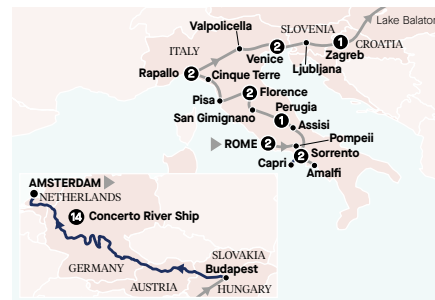 Lake Balaton
Valpolicella
SLOVENIA
ITALY
2
Venice
1
Zagreb
CROATIA
Ljubljana
Rapallo 2
Cinque Terre
2 Florence
Pisa
Perugia
San Gimignano
1
Assisi
ROME 2
Pompeii
2 Sorrento
Capri
Amalfi
AMSTERDAM
NETHERLANDS
14 Concerto River Ship
SLOVAKIA
Budapest
GERMANY
AUSTRIA
HUNGARY